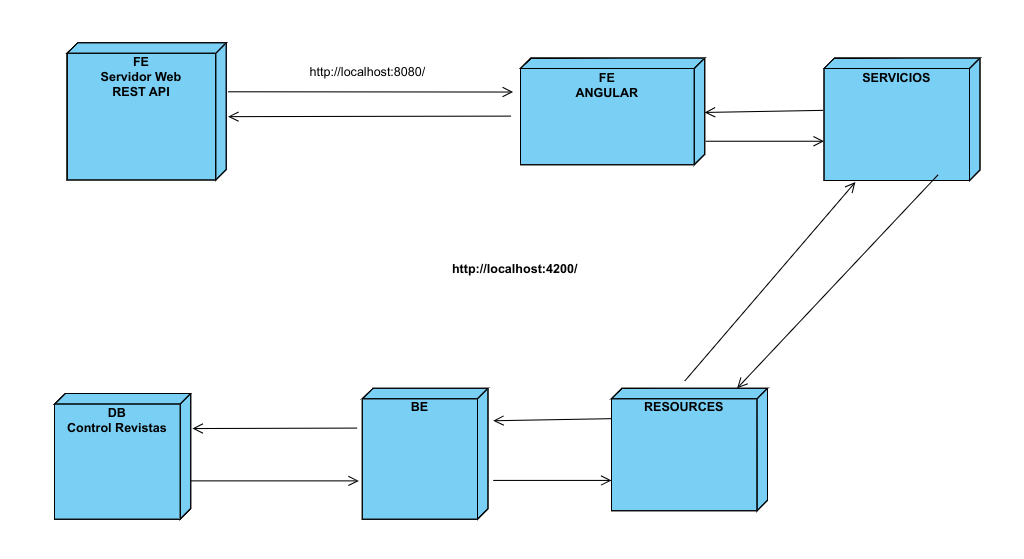 FE
Servidor Web
REST API
http://localhost:8080/
FE
ANGULAR
SERVICIOS
http://localhost:4200/
DB
Control Revistas
BE
RESOURCES